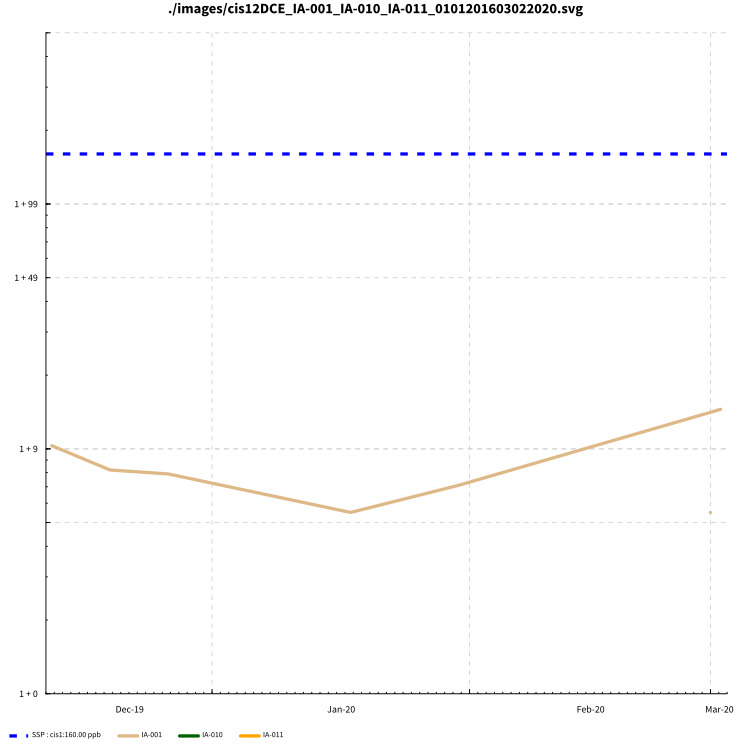 ./images/cis12DCE_IA-001_IA-010_IA-011_0101201603022020.svg
1+99
1+49
1+9
1+0
Dec-19 Jan-20 Feb-20 Mar-20
SSP : cis1:160.00 ppb IA-001 IA-010 IA-011